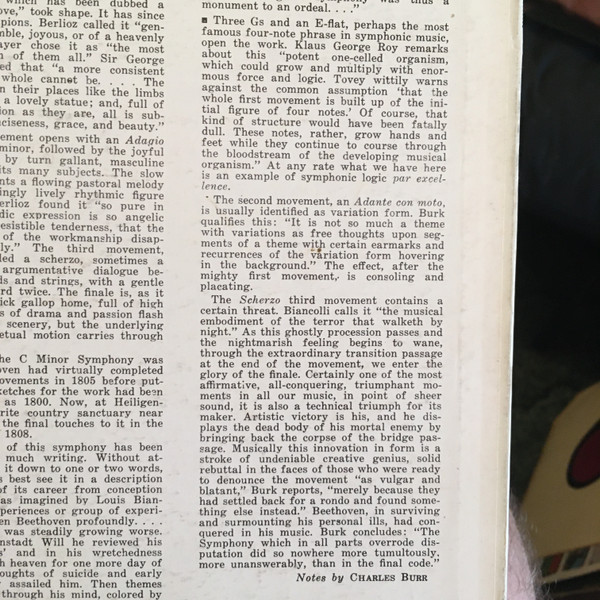 which has been dubbed a
ove," took shape. It has since
pions. Berlioz called it "gen-
mble, joyous, or of a heavenly
ayer chose it as "the most
n of them all." Sir George
ed that "a more consistent
whole cannot be. . . . The
n their places like the limbs
a lovely statue; and, full of
ion as they are, all is sub-
ciseness, grace, and beauty."
ement opens with an Adagio
minor, followed by the joyful
by turn gallant, masculine
its many subjects. The slow
nts a flowing pastoral melody
ingly lively rhythmic figure
erlioz found it "so pure in
dic expression is so angelic
resistible tenderness, that the
of the workmanship disap-
ly." The third movement,
led a scherzo, sometimes a
argumentative dialogue be-
ds and strings, with a gentle
rd twice. The finale is, as it
ick gallop home, full of high
s of drama and passion flash
scenery, but the underlying
etual motion carries through
he C Minor Symphony was
oven had virtually completed
ovements in 1805 before put-
ketches for the work had been
as 1800. Now, at Heiligen-
rite country sanctuary near
the final touches to it in the
1808.
of this symphony has been
much writing. Without at-
it down to one or two words,
s best see it in a description
of its career from conception
as imagined by Louis Bian-
xperiences or group of experi-
en Beethoven profoundly. . . .
was steadily growing worse.
nstadt Will he reviewed his
s' and in his wretchedness
h heaven for one more day of
oughts of suicide and early
assailed him. Then themes
through his mind, colored by
monument to an ordeal. . . ."
■ Three Gs and an E-flat, perhaps the most
famous four-note phrase in symphonic music,
open the work. Klaus George Roy remarks
about this "potent one-celled organism,
which could grow and multiply with enor-
mous force and logic. Tovey wittily warns
against the common assumption 'that the
whole first movement is built up of the ini-
tial figure of four notes.' Of course, that
kind of structure would have been fatally
dull. These notes, rather, grow hands and
feet while they continue to course through
the bloodstream of the developing musical
organism." At any rate what we have here
is an example of symphonic logic par excel-
lence.
The second movement, an Adante con moto,
is usually identified as variation form. Burk
qualifies this: "It is not so much a theme
with variations as free thoughts upon seg-
ments of a theme with certain earmarks and
recurrences of the variation form hovering
in the background." The effect, after the
mighty first movement, is consoling and
placating.
The Scherzo third movement contains a
certain threat. Biancolli calls it "the musical
embodiment of the terror that walketh by
night." As this ghostly procession passes and
the nightmarish feeling begins to wane,
through the extraordinary transition passage
at the end of the movement, we enter the
glory of the finale. Certainly one of the most
affirmative, all-conquering, triumphant mo-
ments in all our music, in point of sheer
sound, it is also a technical triumph for its
maker. Artistic victory is his, and he dis-
plays the dead body of his mortal enemy by
bringing back the corpse of the bridge pas-
sage. Musically this innovation in form is a
stroke of undeniable creative genius, solid
rebuttal in the faces of those who were ready
to denounce the movement "as vulgar and
blatant," Burk reports, "merely because they
had settled back for a rondo and found some-
thing else instead." Beethoven, in surviving
and surmounting his personal ills, had con-
quered in his music. Burk concludes: "The
Symphony which in all parts overrode dis-
putation did so nowhere more tumultously.
more unanswerably, than in the final code."
Notes by CHARLES BURR